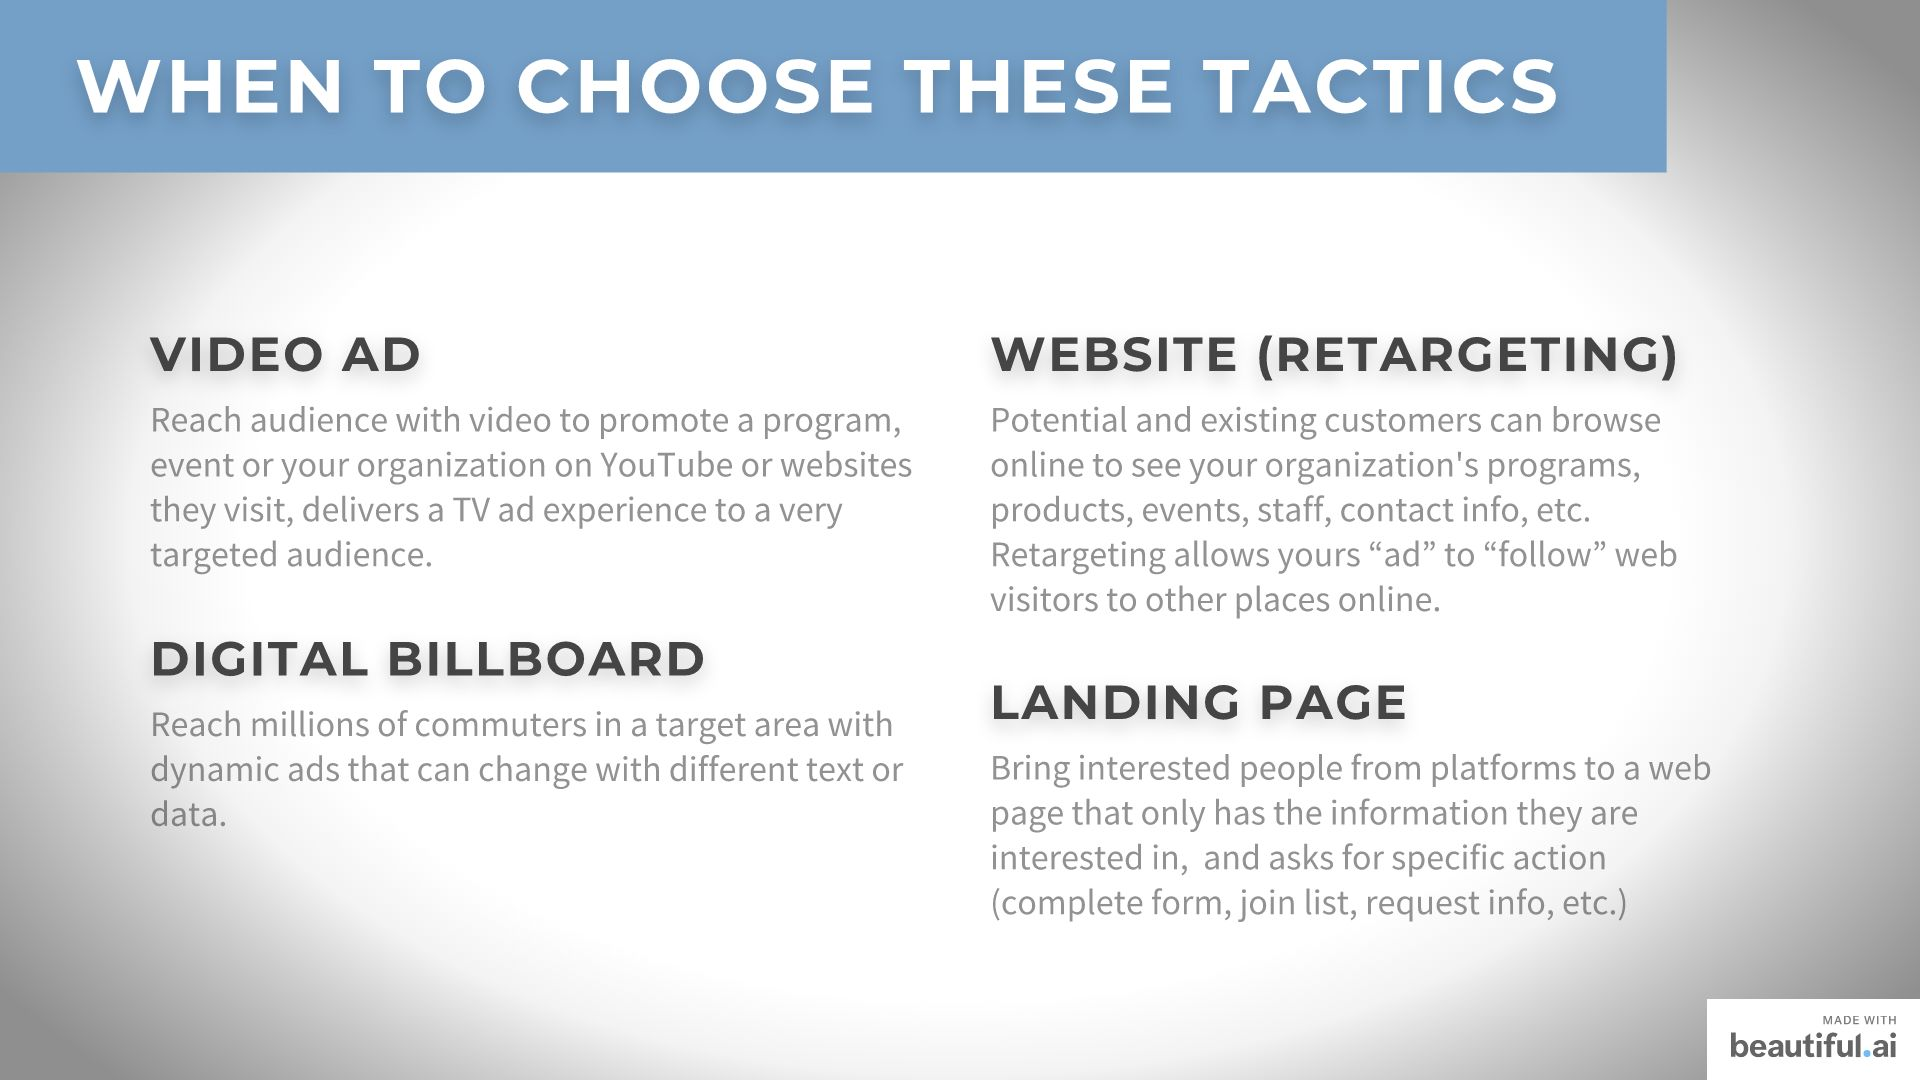 WHEN TO CHOOSE THESE TACTICS
VIDEO AD
Reach audience with video to promote a program,
event or your organization on YouTube or websites
they visit, delivers a TV ad experience to a very
targeted audience.
DIGITAL BILLBOARD
Reach millions of commuters in a target area with
dynamic ads that can change with different text or
data.
WEBSITE (RETARGETING)
Potential and existing customers can browse
online to see your organization's programs,
products, events, staff, contact info, etc.
Retargeting allows yours “ad” to “follow” web
visitors to other places online.
LANDING PAGE
Bring interested people from platforms to a web
page that only has the information they are
interested in,  and asks for specific action
(complete form, join list, request info, etc.)
MADE WITH
beautiful.ai